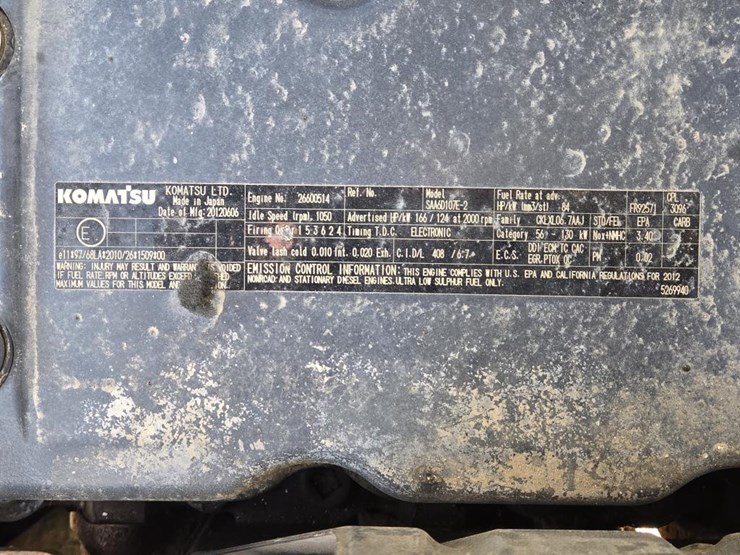 KOMATSU KOMATSU LTD.
Made in Japan
Date of Mfg: 20120606
E
e11*97/68LA*2010/26*1509*00
WARNING: INJURY MAY RESULT AND WARRANTY IS VOIDED
IF FUEL RATE RPM OR ALTITUDES EXCEED
MAXIMUM VALUES FOR THIS MODEL AND
Engine No: 26600514 Rel. No. Model SAA6D107E-2 Fuel Rate at adv. HP/kW (mm3/st) 84 FR92571 CPL 3096
Idle Speed (rpm) 1050 Advertised HP/kW 166 / 124 at 2000 rpm Family CKLXL06.7AAJ STD/FEL EPA CARB
Firing 1 5 3 6 2 4 Timing T.D.C. ELECTRONIC Category 56 - 130 kW Nox+NMHC 3.40
Valve lash cold 0.010 Int. 0.020 Exh. C.I.D/L 408 / 6.7 E.C.S. DDI ECM TC CAC EGR PTOX OC PM 0.02
EMISSION CONTROL INFORMATION: THIS ENGINE COMPLIES WITH U.S. EPA AND CALIFORNIA REGULATIONS FOR 2012
NONROAD AND STATIONARY DIESEL ENGINES. ULTRA LOW SULPHUR FUEL ONLY. 5269940